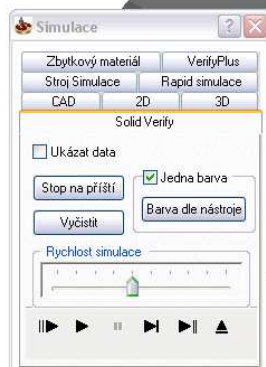 Simulace
Zbytkový materiál VerifyPlus
Stroj Simulace Rapid simulace
CAD 2D 3D
Solid Verify
Ukázat data
Stop na příští
Jedna barva
Vyčistit
Barva dle nástroje
Rychlost simulace